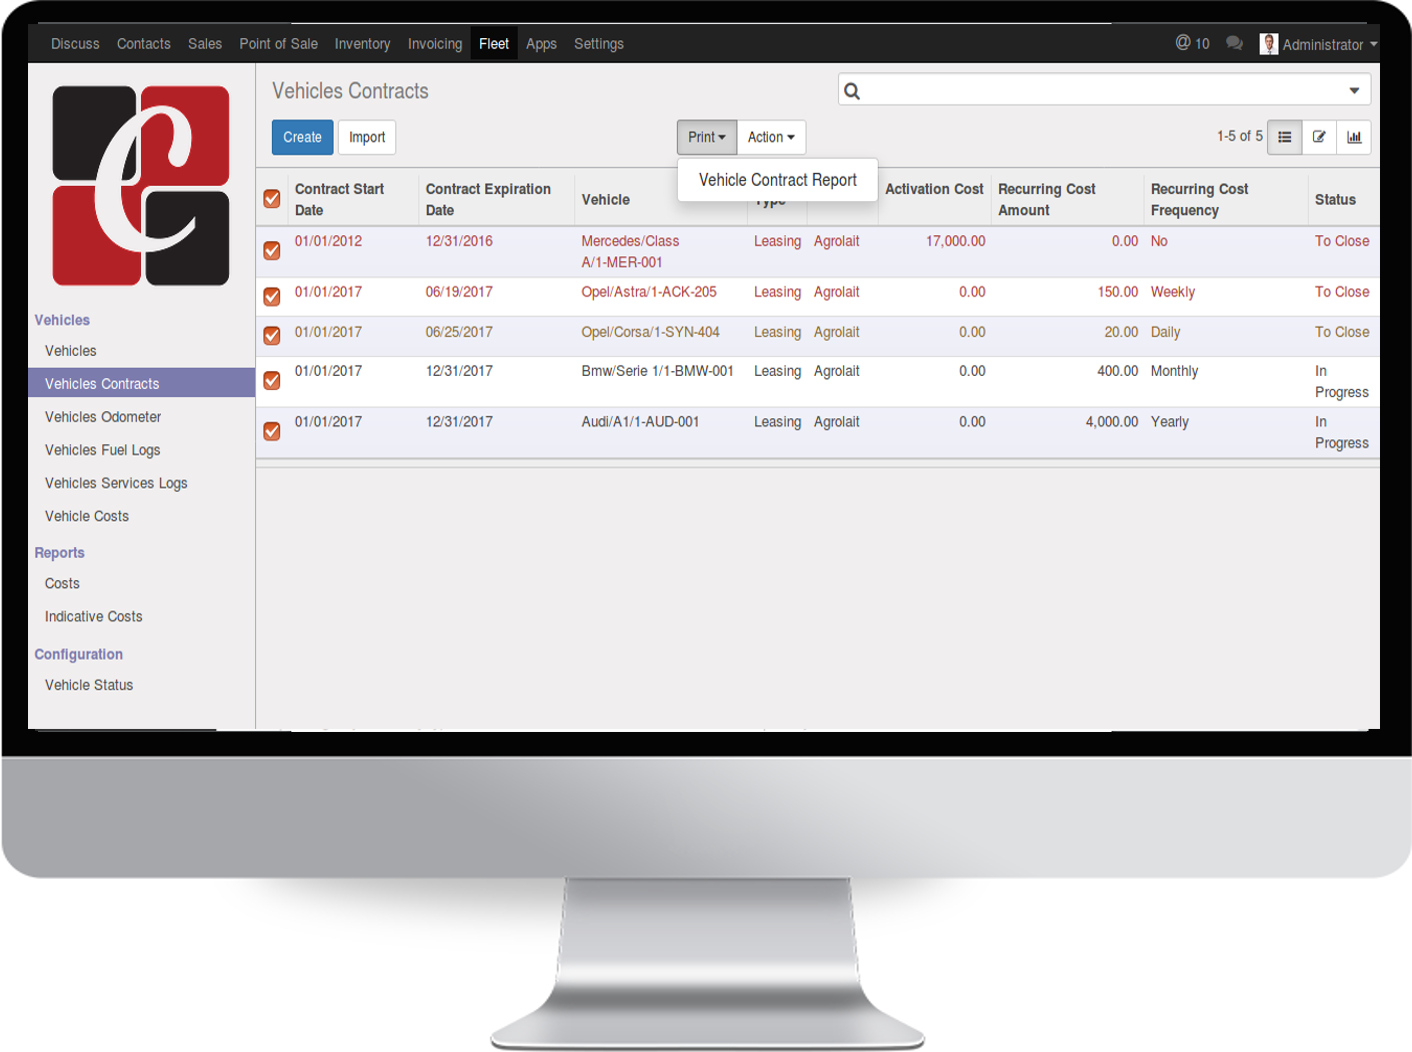 Discuss Contacts Sales Point of Sale Inventory Invoicing Fleet Apps Settings @ 10 Administrator
Vehicles Contracts
Create Import Print Action 1-5 of 5
Vehicle Contract Report
Contract Start Date Contract Expiration Date Vehicle Type Activation Cost Recurring Cost Amount Recurring Cost Frequency Status
01/01/2012 12/31/2016 Mercedes/Class A/1-MER-001 Leasing Agrolait 17,000.00 0.00 No To Close
01/01/2017 06/19/2017 Opel/Astra/1-ACK-205 Leasing Agrolait 0.00 150.00 Weekly To Close
01/01/2017 06/25/2017 Opel/Corsa/1-SYN-404 Leasing Agrolait 0.00 20.00 Daily To Close
01/01/2017 12/31/2017 Bmw/Serie 1/1-BMW-001 Leasing Agrolait 0.00 400.00 Monthly In Progress
01/01/2017 12/31/2017 Audi/A1/1-AUD-001 Leasing Agrolait 0.00 4,000.00 Yearly In Progress
Vehicles
Vehicles
Vehicles Contracts
Vehicles Odometer
Vehicles Fuel Logs
Vehicles Services Logs
Vehicle Costs
Reports
Costs
Indicative Costs
Configuration
Vehicle Status